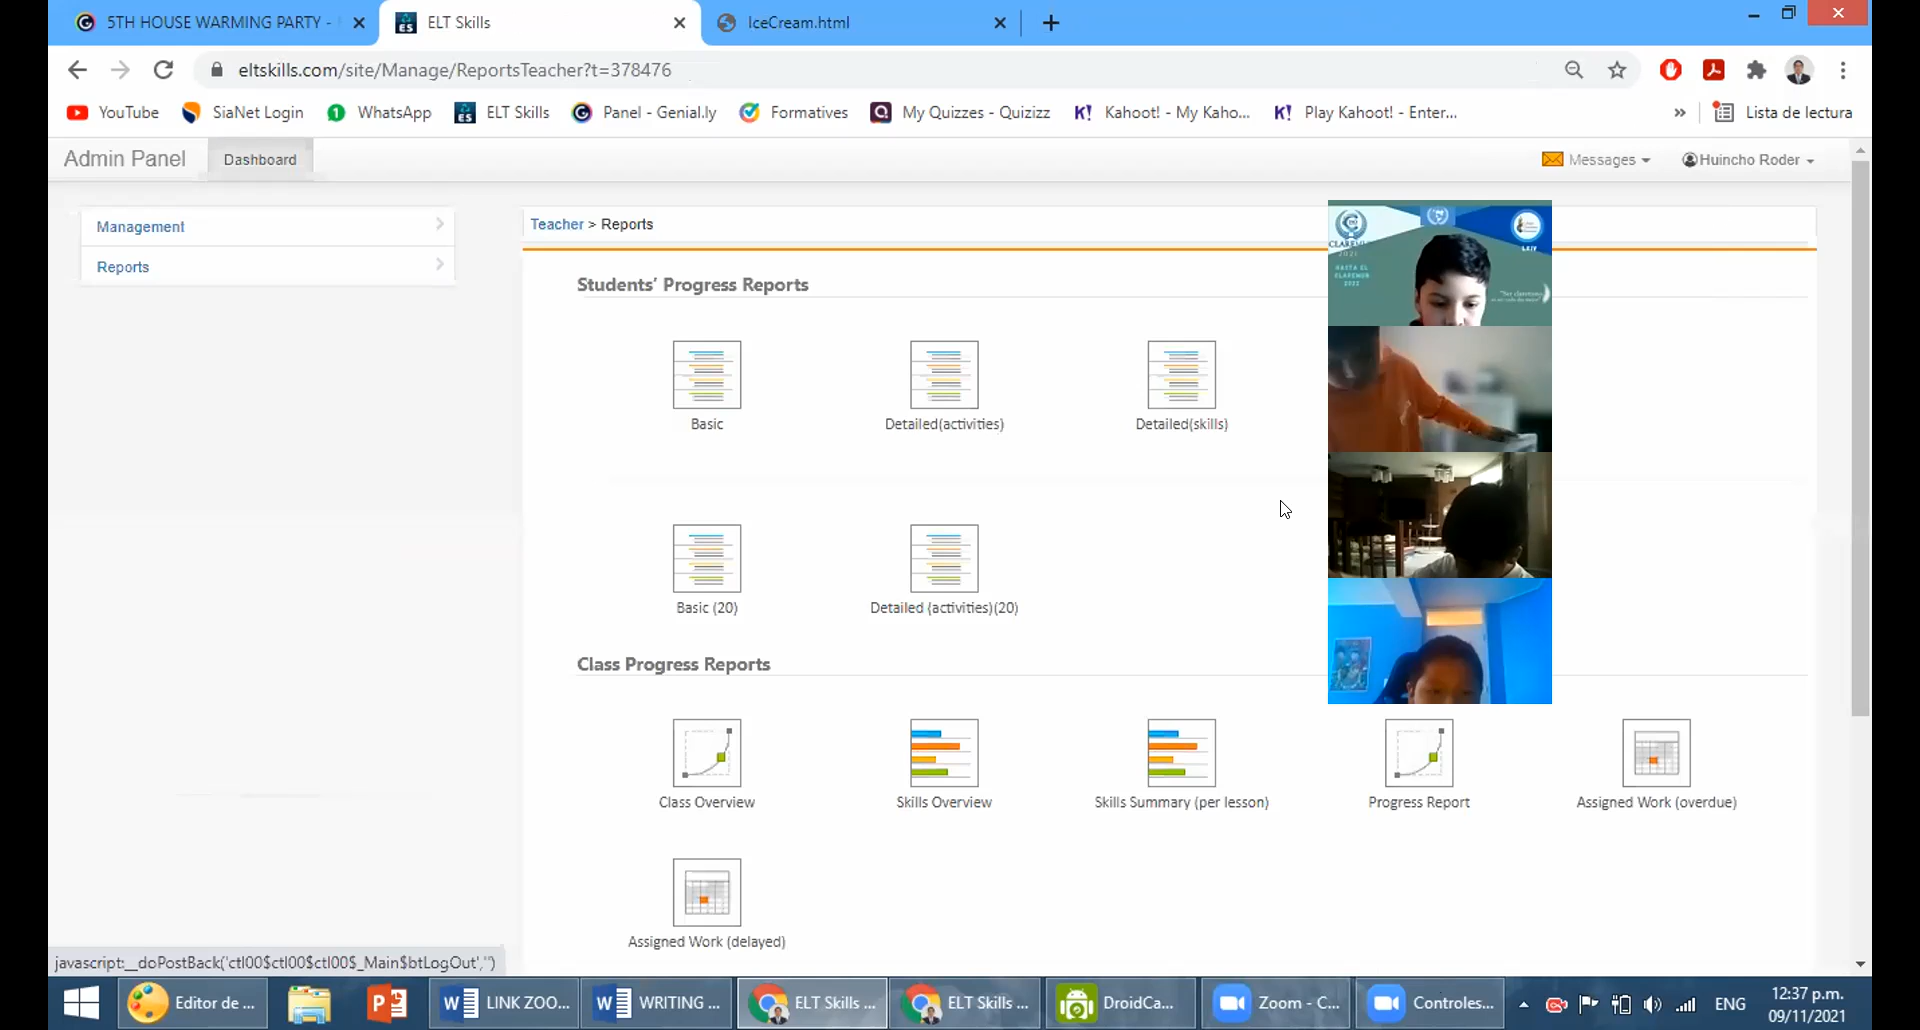 5TH HOUSE WARMING PARTY -
ELT Skills
IceCream.html
eltskills.com/site/Manage/ReportsTeacher?t=378476
YouTube
SiaNet Login
WhatsApp
ELT Skills
Panel - Genial.ly
Formatives
My Quizzes - Quizizz
Kahoot! - My Kaho...
Play Kahoot! - Enter...
»
Lista de lectura
Admin Panel
Dashboard
Messages
Huincho Roder
Management
Reports
Teacher > Reports
Students' Progress Reports
Basic
Detailed(activities)
Detailed(skills)
Basic (20)
Detailed (activities)(20)
Class Progress Reports
Class Overview
Skills Overview
Skills Summary (per lesson)
Progress Report
Assigned Work (overdue)
Assigned Work (delayed)
2021
HASTA EL
CLARETMUN
2022
javascript:__doPostBack('ctl00$ctl00$ctl00$_Main$btLogOut','')
Editor de ...
LINK ZOO...
WRITING ...
ELT Skills ...
ELT Skills ...
DroidCa...
Zoom - C...
Controles...
ENG
12:37 p.m.
09/11/2021